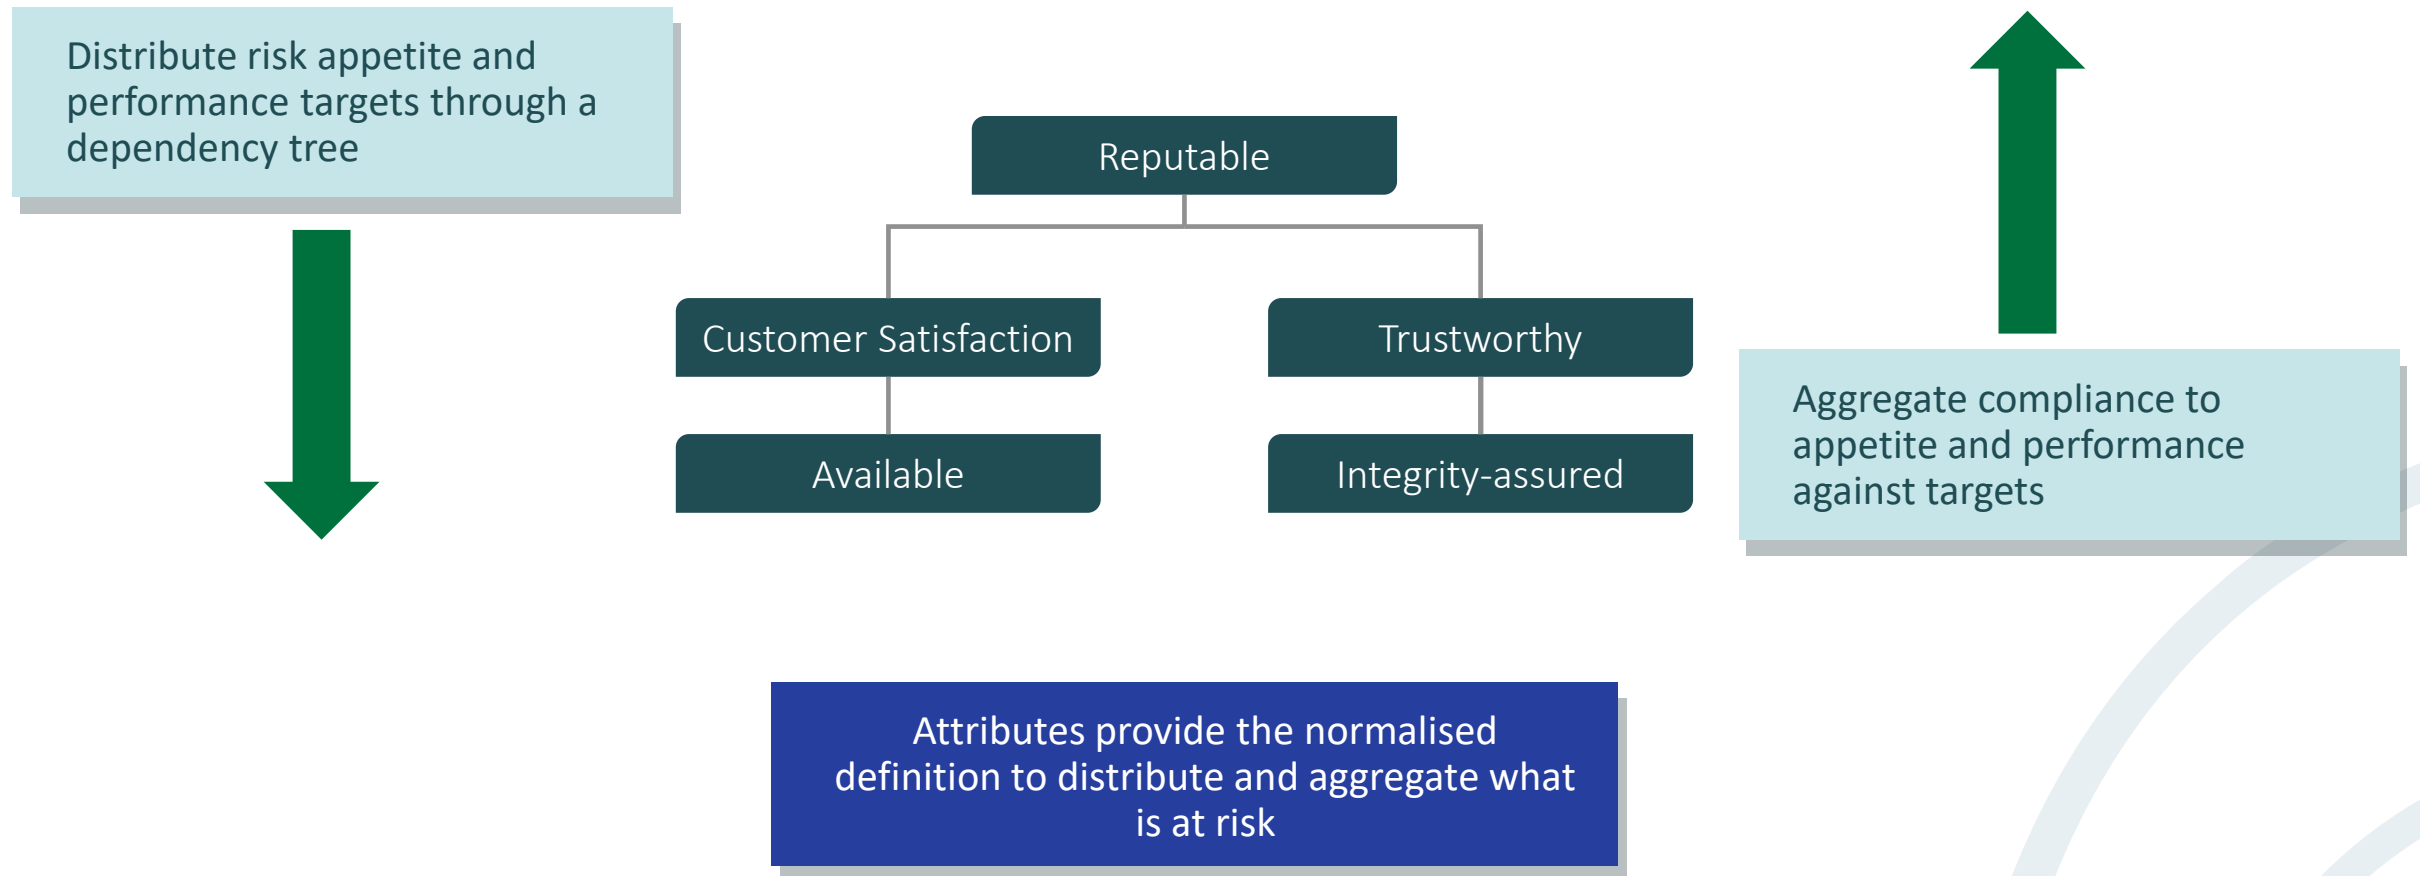 Distribute risk appetite and
performance targets through a
dependency tree
Reputable
Customer Satisfaction
Trustworthy
Available
Integrity-assured
Aggregate compliance to
appetite and performance
against targets
Attributes provide the normalised
definition to distribute and aggregate what
is at risk